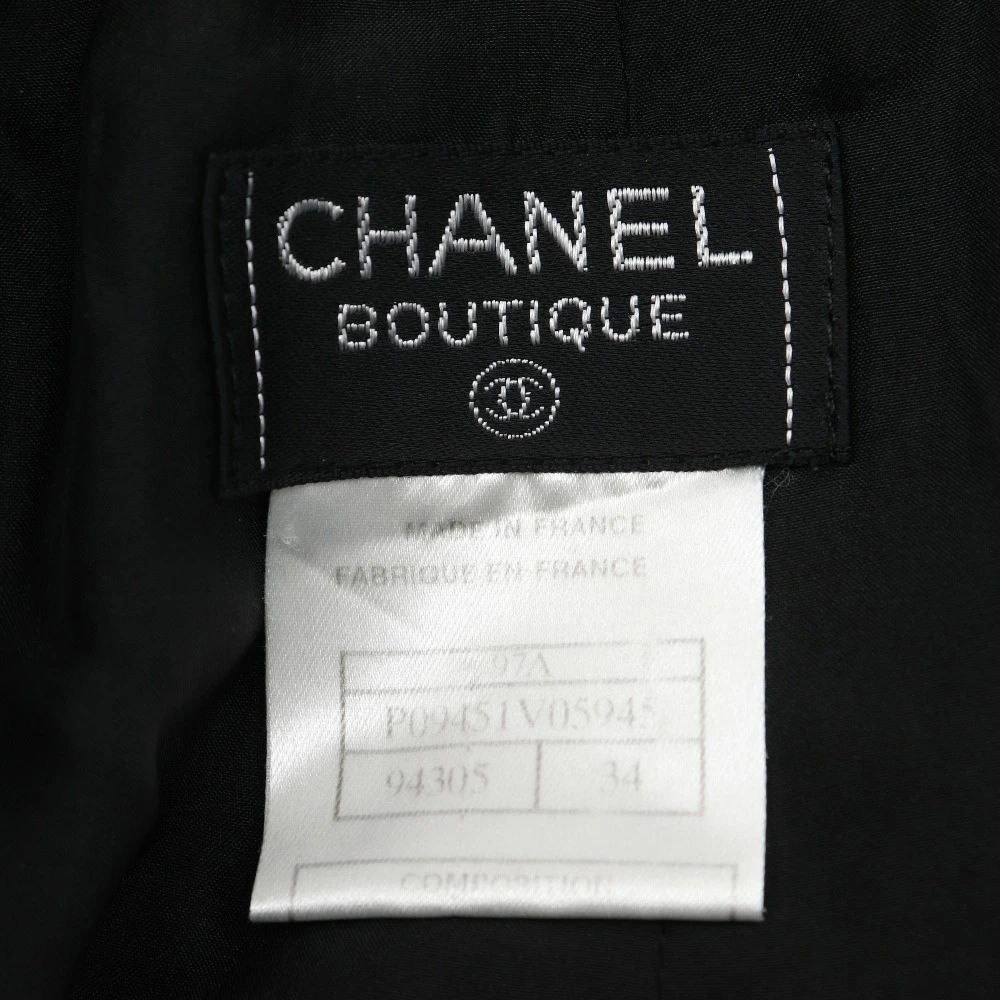 CHANEL
BOUTIQUE
MADE IN FRANCE
FABRIQUE EN FRANCE
97A
P09451V05945
94305 34
COMPOSITION